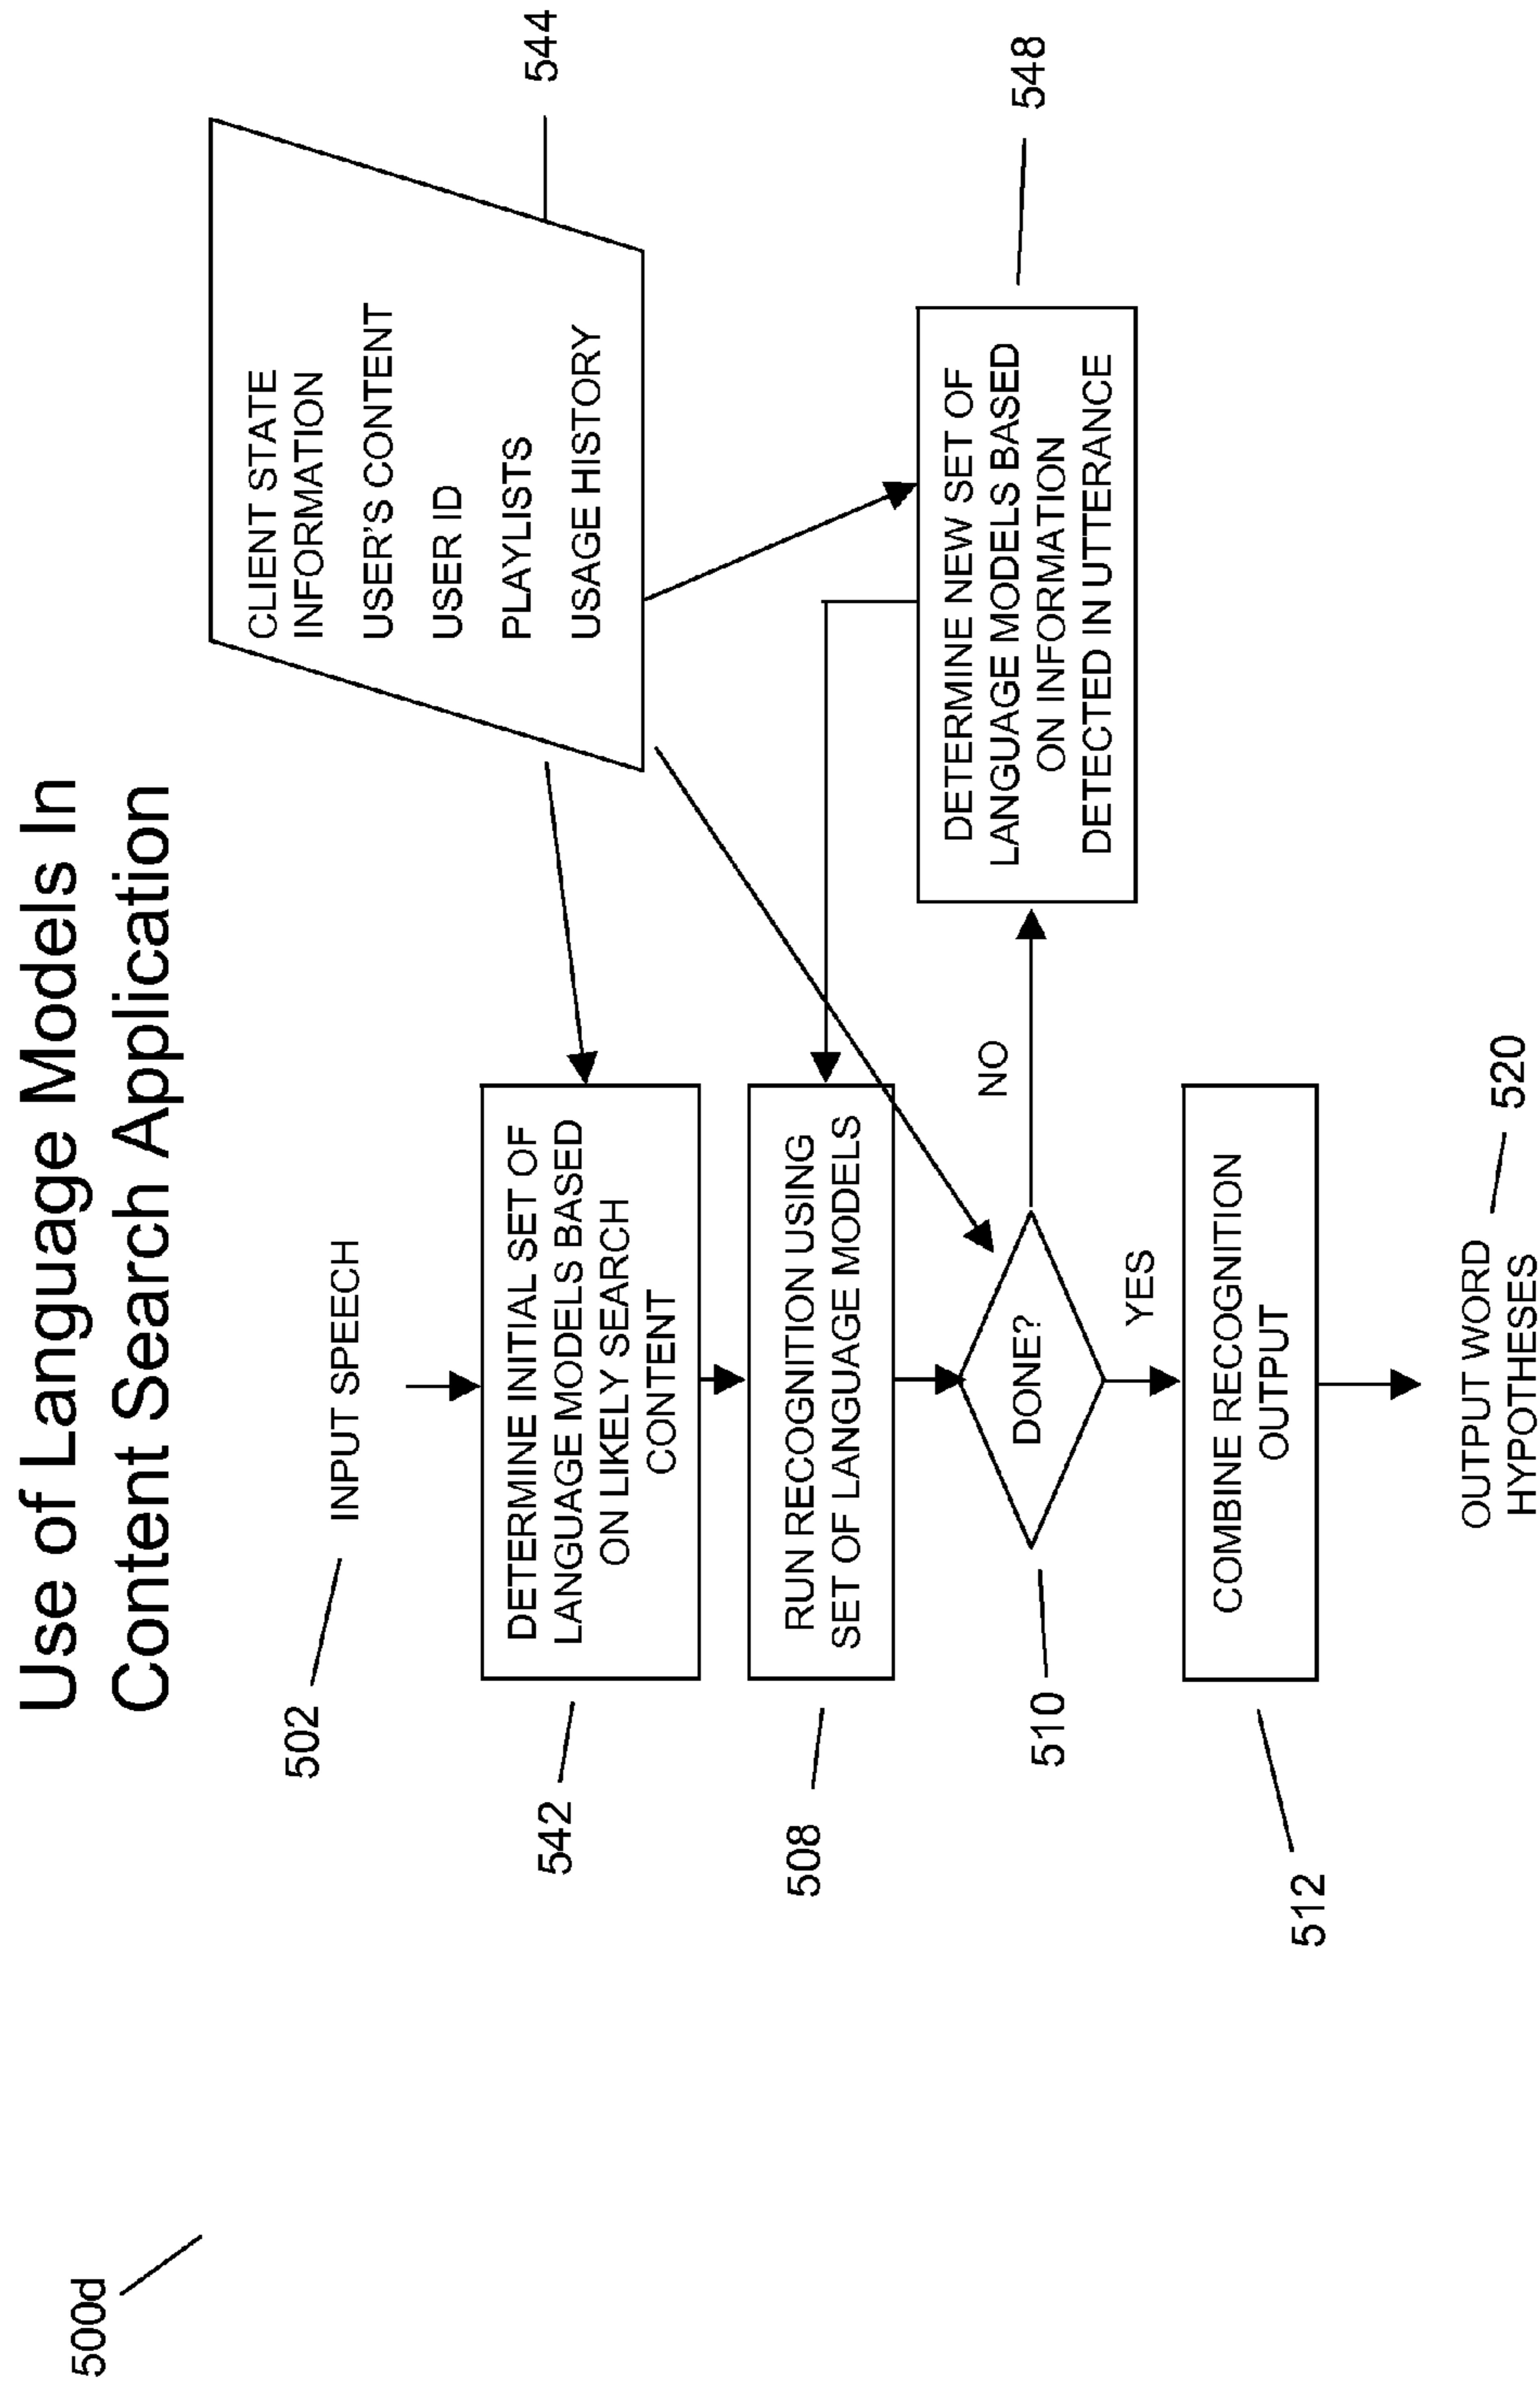 Use of Language Models In
Content Search Application
500d
502
INPUT SPEECH
CLIENT STATE
INFORMATION
USER'S CONTENT
USER ID
PLAYLISTS
USAGE HISTORY
544
542
DETERMINE INITIAL SET OF
LANGUAGE MODELS BASED
ON LIKELY SEARCH
CONTENT
508
RUN RECOGNITION USING
SET OF LANGUAGE MODELS
510
DONE?
NO
DETERMINE NEW SET OF
LANGUAGE MODELS BASED
ON INFORMATION
DETECTED IN UTTERANCE
548
YES
512
COMBINE RECOGNITION
OUTPUT
OUTPUT WORD
HYPOTHESES
520